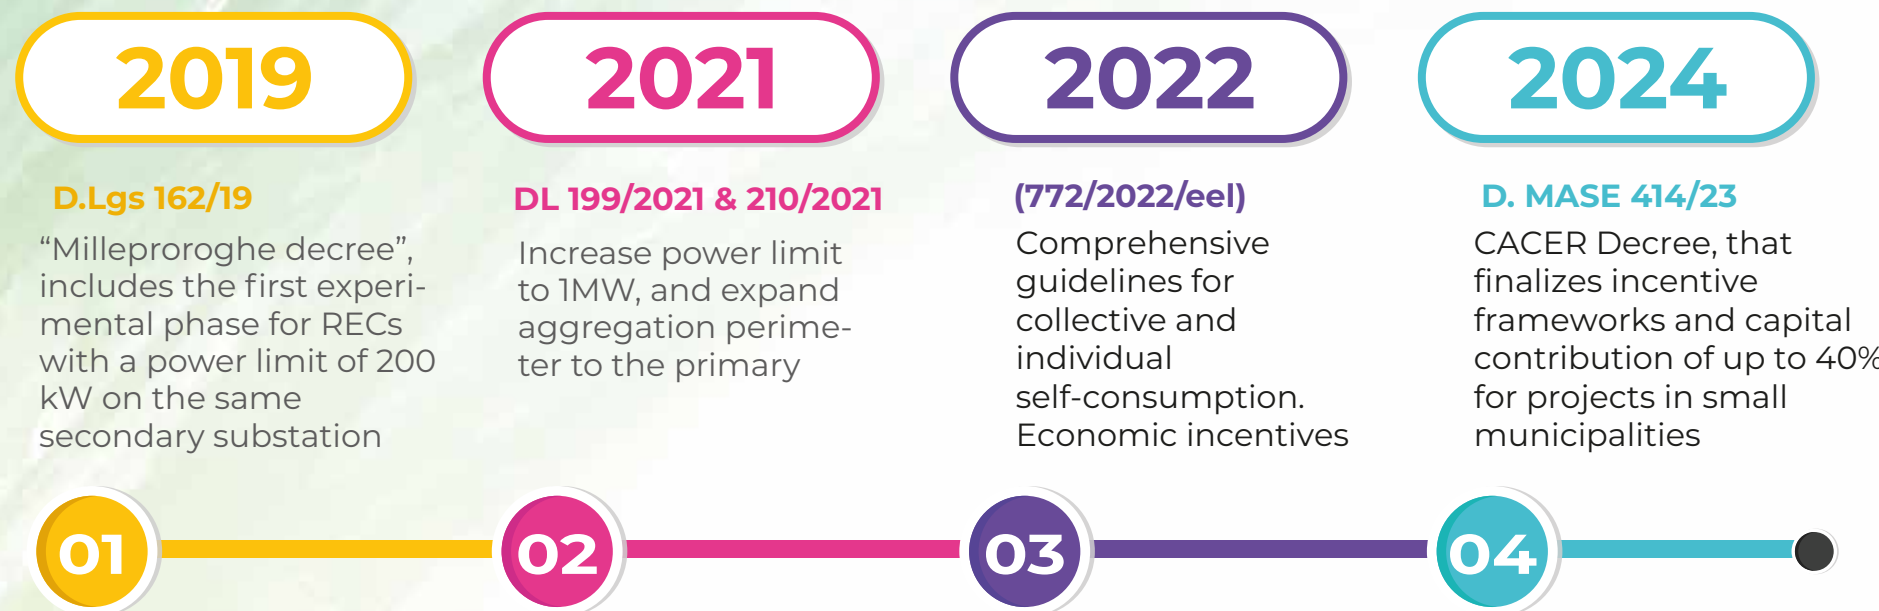 2019
D.Lgs 162/19
“Milleproroghe decree”,
includes the first experi-
mental phase for RECs
with a power limit of 200
kW on the same
secondary substation
01
2021
DL 199/2021 & 210/2021
Increase power limit
to 1MW, and expand
aggregation perime-
ter to the primary
02
2022
(772/2022/eel)
Comprehensive
guidelines for
collective and
individual
self-consumption.
Economic incentives
03
2024
D. MASE 414/23
CACER Decree, that
finalizes incentive
frameworks and capital
contribution of up to 40%
for projects in small
municipalities
04